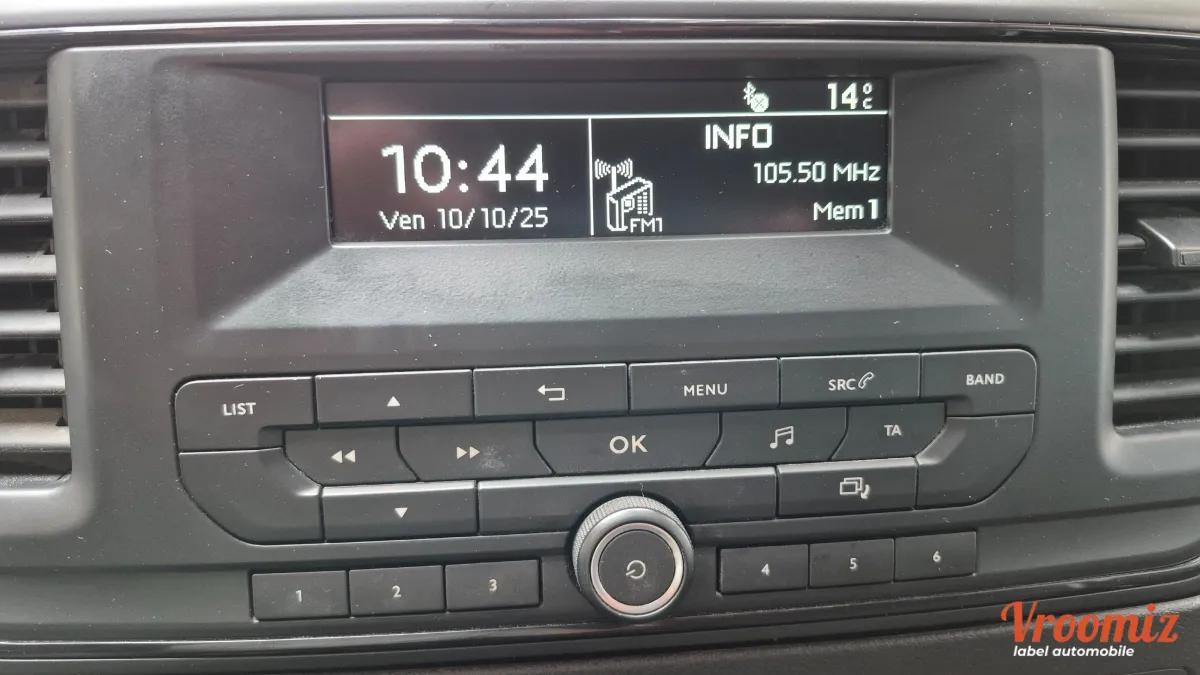 14°C
INFO
10:44
105.50 MHz
Ven 10/10/25
FM1
Mem 1
LIST
MENU
SRC
BAND
OK
TA
1
2
3
4
5
6
Vroomiz
label automobile